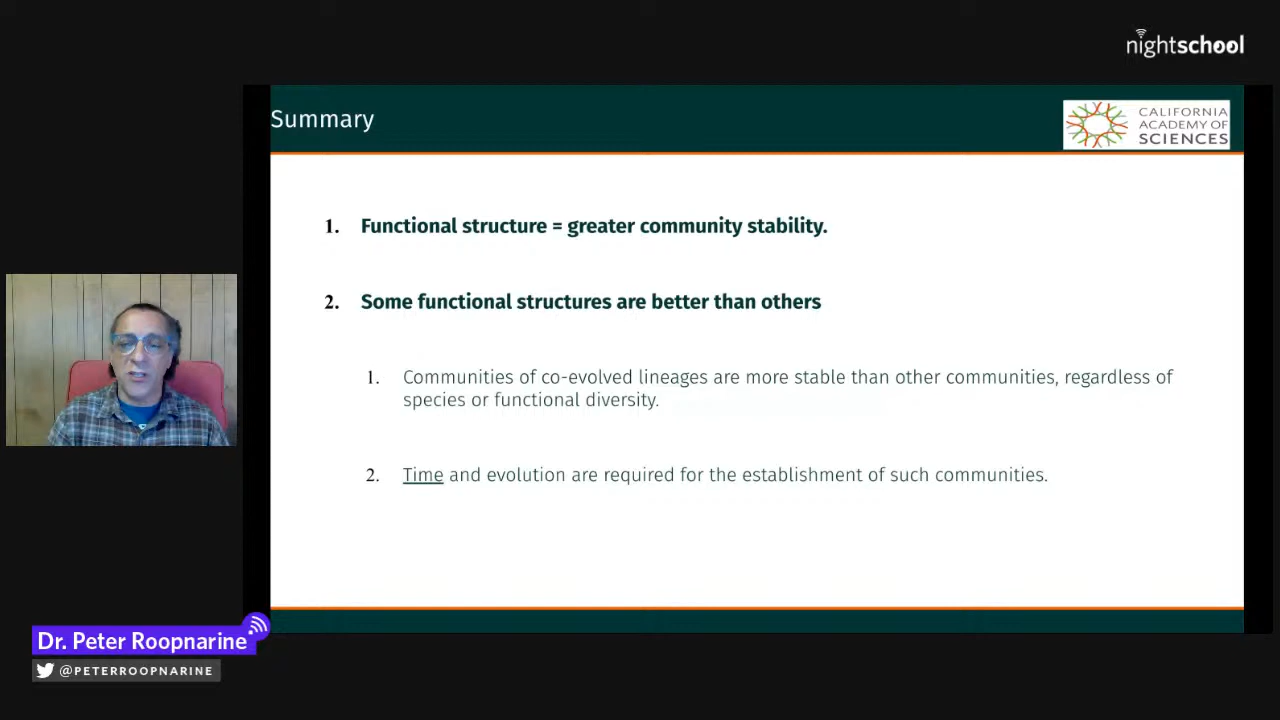 nightschool
Summary
CALIFORNIA
ACADEMY OF
SCIENCES
1. Functional structure = greater community stability.
2. Some functional structures are better than others
1. Communities of co-evolved lineages are more stable than other communities, regardless of
species or functional diversity.
2. Time and evolution are required for the establishment of such communities.
Dr. Peter Roopnarine
@PETERROOPNARINE